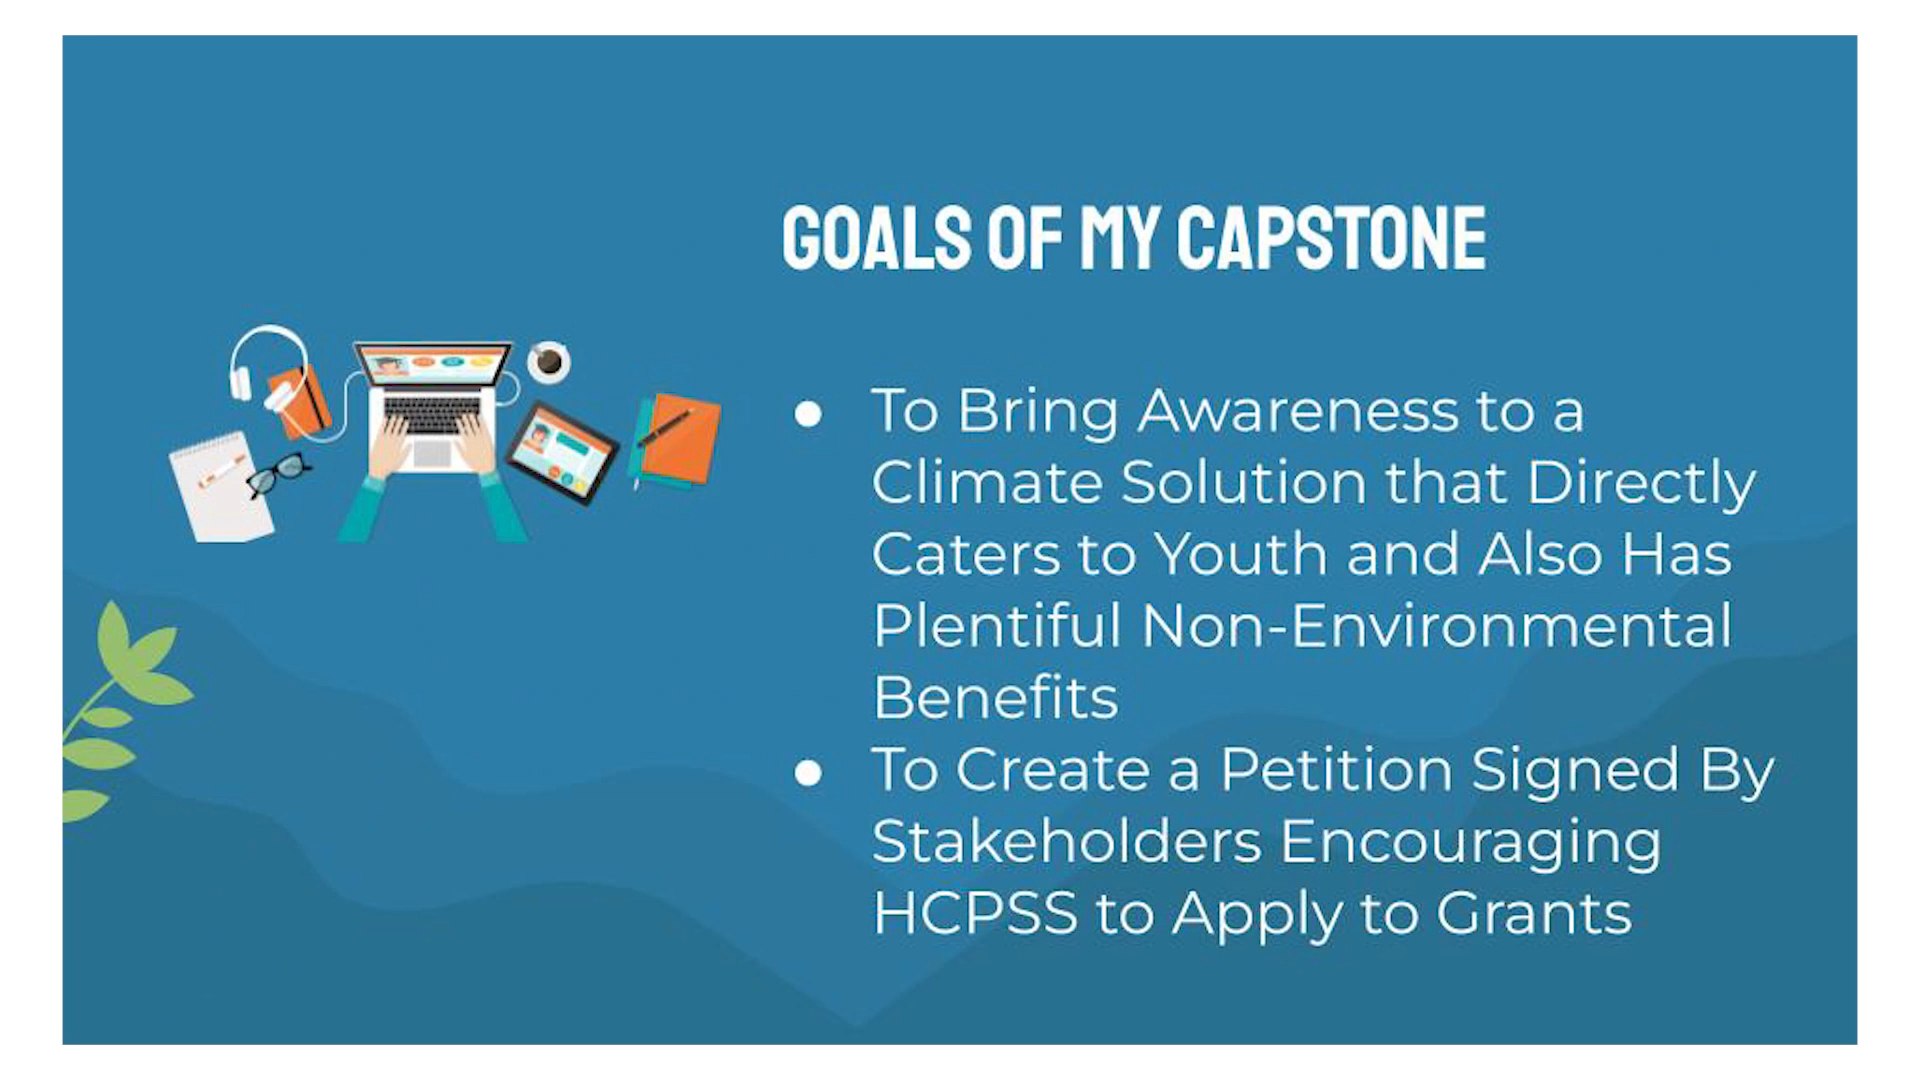 GOALS OF MY CAPSTONE
● To Bring Awareness to a
Climate Solution that Directly
Caters to Youth and Also Has
Plentiful Non-Environmental
Benefits
● To Create a Petition Signed By
Stakeholders Encouraging
HCPSS to Apply to Grants